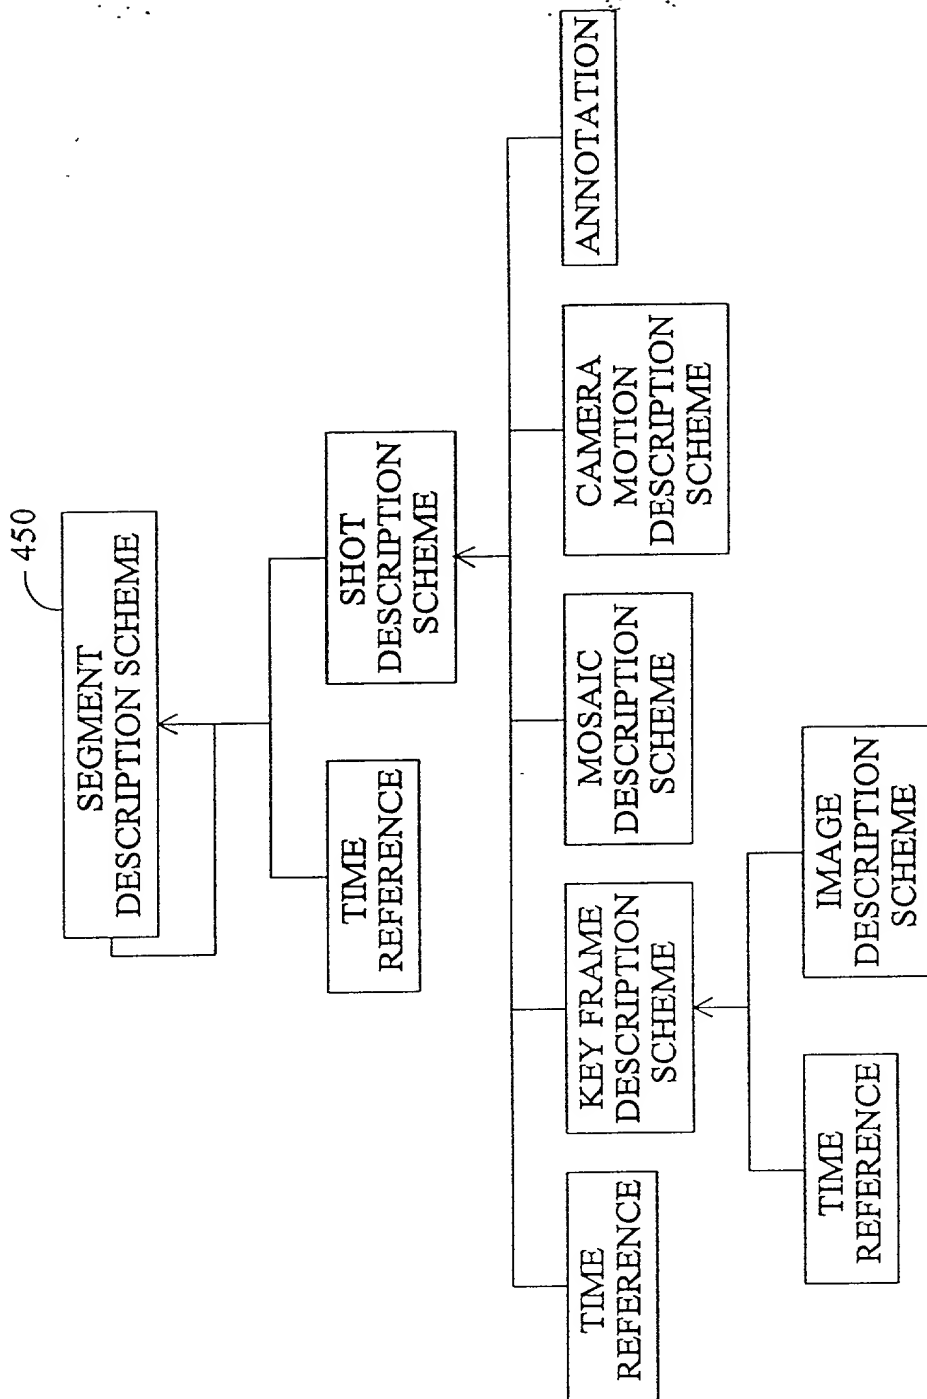 450
SEGMENT
DESCRIPTION SCHEME
TIME
REFERENCE
SHOT
DESCRIPTION
SCHEME
TIME
REFERENCE
KEY FRAME
DESCRIPTION
SCHEME
MOSAIC
DESCRIPTION
SCHEME
CAMERA
MOTION
DESCRIPTION
SCHEME
ANNOTATION
TIME
REFERENCE
IMAGE
DESCRIPTION
SCHEME